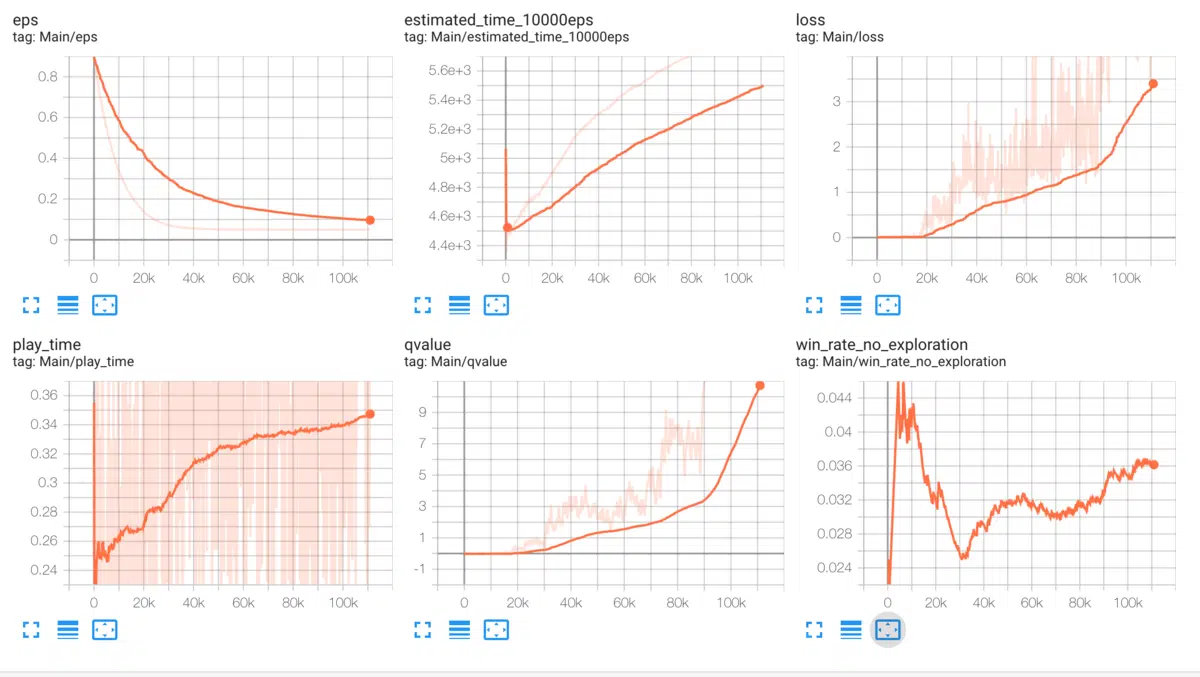 eps
tag: Main/eps
0.8
0.6
0.4
0.2
0
0 20k 40k 60k 80k 100k
estimated_time_10000eps
tag: Main/estimated_time_10000eps
5.6e+3
5.4e+3
5.2e+3
5e+3
4.8e+3
4.6e+3
4.4e+3
0 20k 40k 60k 80k 100k
loss
tag: Main/loss
3
2
1
0
0 20k 40k 60k 80k 100k
play_time
tag: Main/play_time
0.36
0.34
0.32
0.3
0.28
0.26
0.24
0 20k 40k 60k 80k 100k
qvalue
tag: Main/qvalue
9
7
5
3
1
-1
0 20k 40k 60k 80k 100k
win_rate_no_exploration
tag: Main/win_rate_no_exploration
0.044
0.04
0.036
0.032
0.028
0.024
0 20k 40k 60k 80k 100k